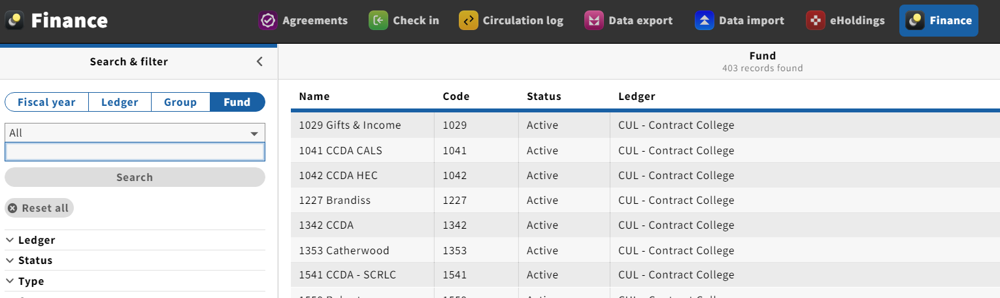 Finance
Agreements
Check in
Circulation log
Data export
Data import
eHoldings
Finance
Search & filter
Fiscal year
Ledger
Group
Fund
All
Search
Reset all
Ledger
Status
Type
Fund
403 records found
Name Code Status Ledger
1029 Gifts & Income 1029 Active CUL - Contract College
1041 CCDA CALS 1041 Active CUL - Contract College
1042 CCDA HEC 1042 Active CUL - Contract College
1227 Brandiss 1227 Active CUL - Contract College
1342 CCDA 1342 Active CUL - Contract College
1353 Catherwood 1353 Active CUL - Contract College
1541 CCDA - SCRLC 1541 Active CUL - Contract College